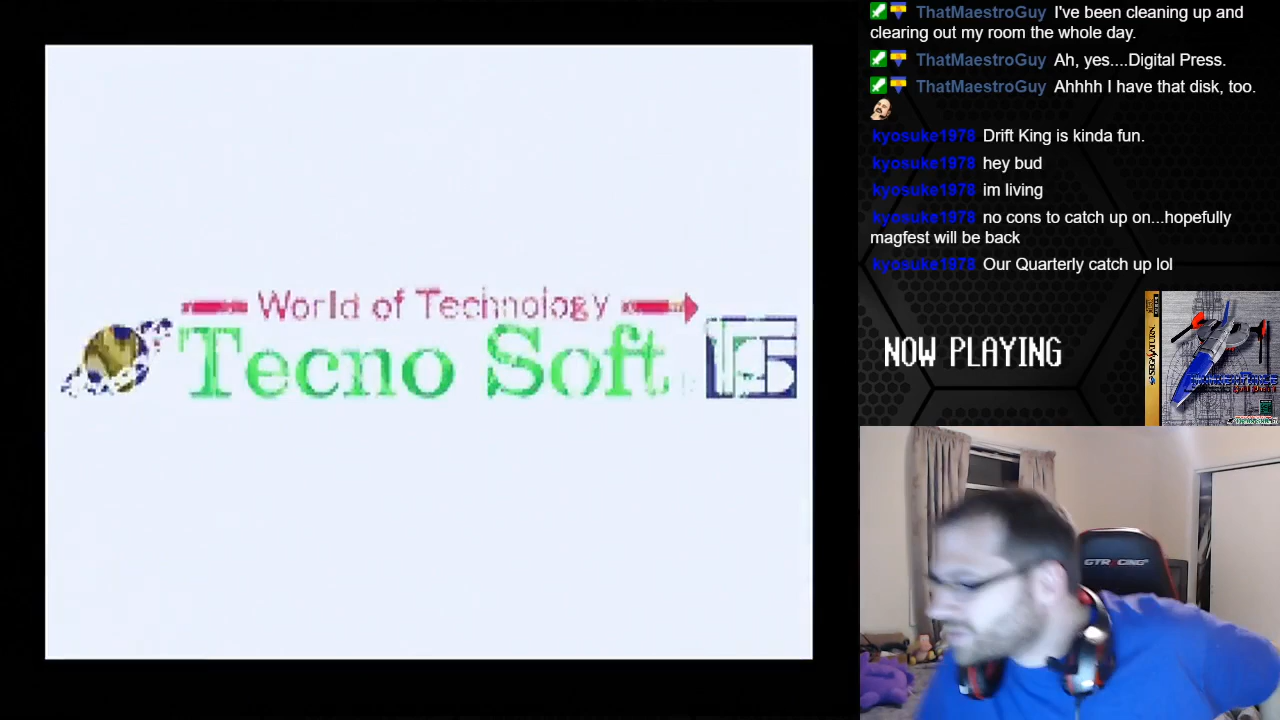 World of Technology
Tecno Soft
ThatMaestroGuy I've been cleaning up and
clearing out my room the whole day.
ThatMaestroGuy Ah, yes....Digital Press.
ThatMaestroGuy Ahhhh I have that disk, too.
kyosuke1978 Drift King is kinda fun.
kyosuke1978 hey bud
kyosuke1978 im living
kyosuke1978 no cons to catch up on...hopefully
magfest will be back
kyosuke1978 Our Quarterly catch up lol
NOW PLAYING
SEGA SATURN
GTRACING